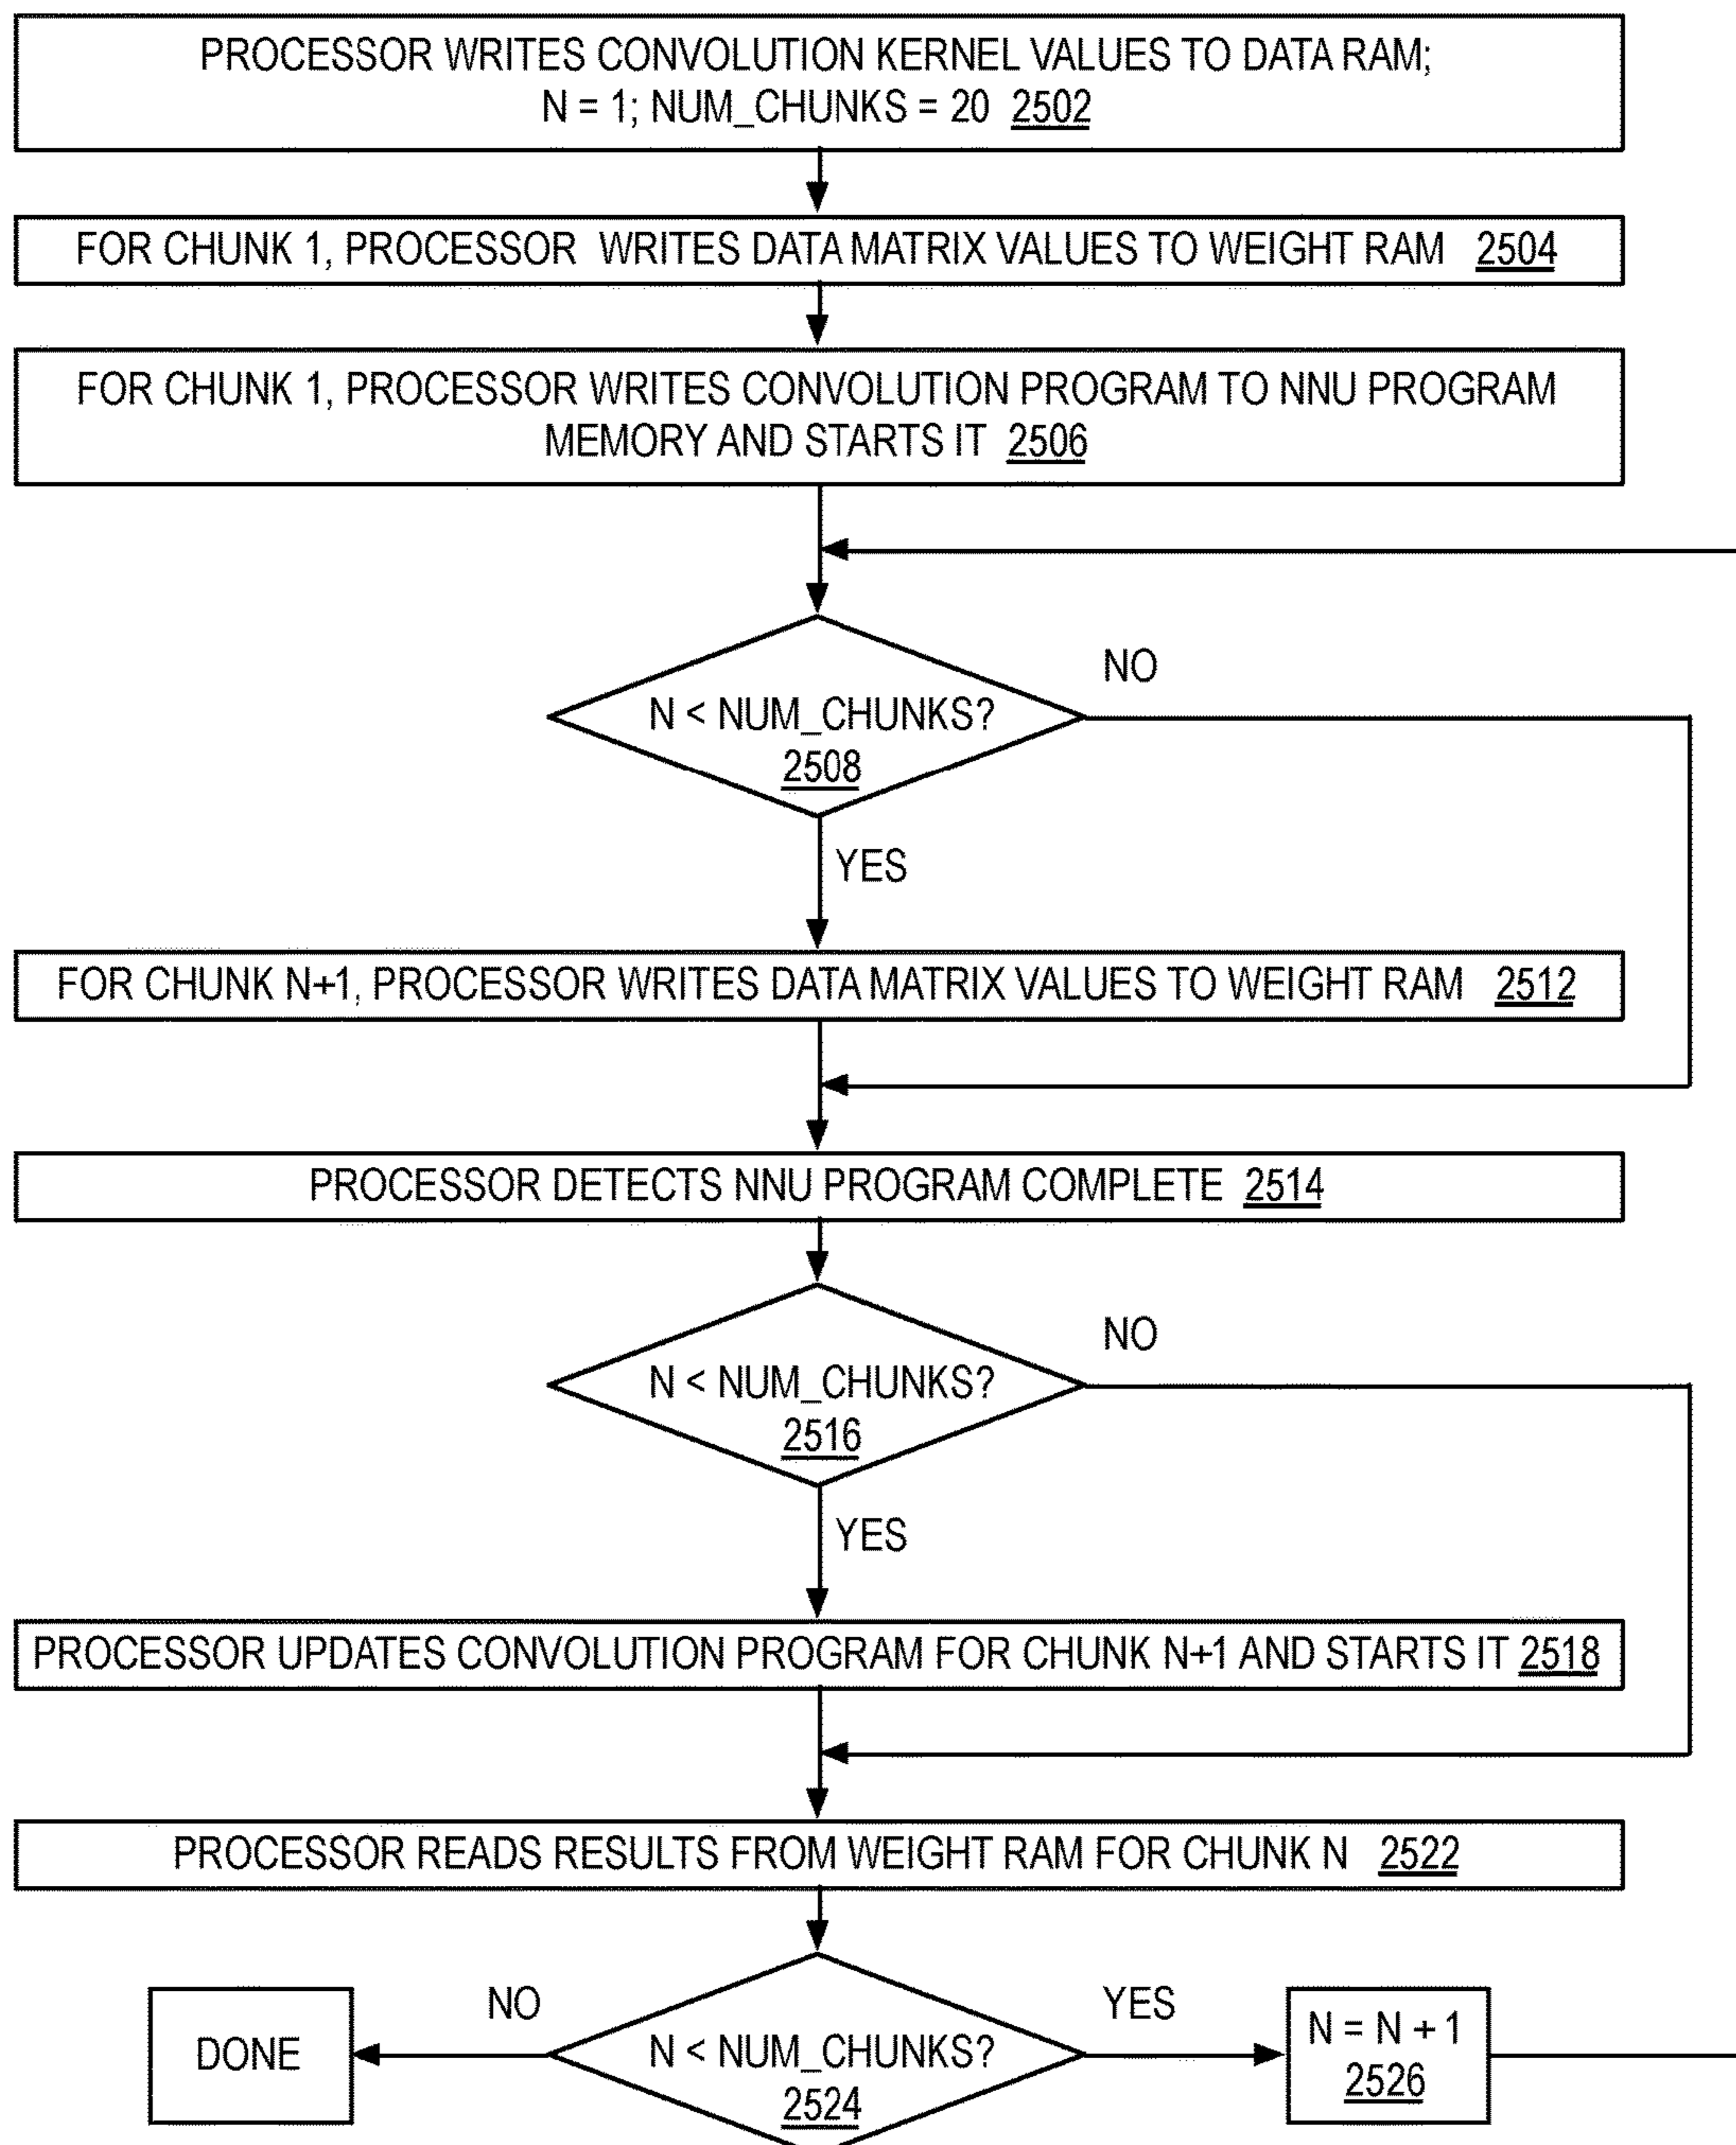 PROCESSOR WRITES CONVOLUTION KERNEL VALUES TO DATA RAM;
N = 1; NUM_CHUNKS = 20 2502
FOR CHUNK 1, PROCESSOR WRITES DATA MATRIX VALUES TO WEIGHT RAM 2504
FOR CHUNK 1, PROCESSOR WRITES CONVOLUTION PROGRAM TO NNU PROGRAM
MEMORY AND STARTS IT 2506
NO
N < NUM_CHUNKS?
2508
YES
FOR CHUNK N+1, PROCESSOR WRITES DATA MATRIX VALUES TO WEIGHT RAM 2512
PROCESSOR DETECTS NNU PROGRAM COMPLETE 2514
NO
N < NUM_CHUNKS?
2516
YES
PROCESSOR UPDATES CONVOLUTION PROGRAM FOR CHUNK N+1 AND STARTS IT 2518
PROCESSOR READS RESULTS FROM WEIGHT RAM FOR CHUNK N 2522
NO
YES
DONE
N < NUM_CHUNKS?
2524
N = N + 1
2526